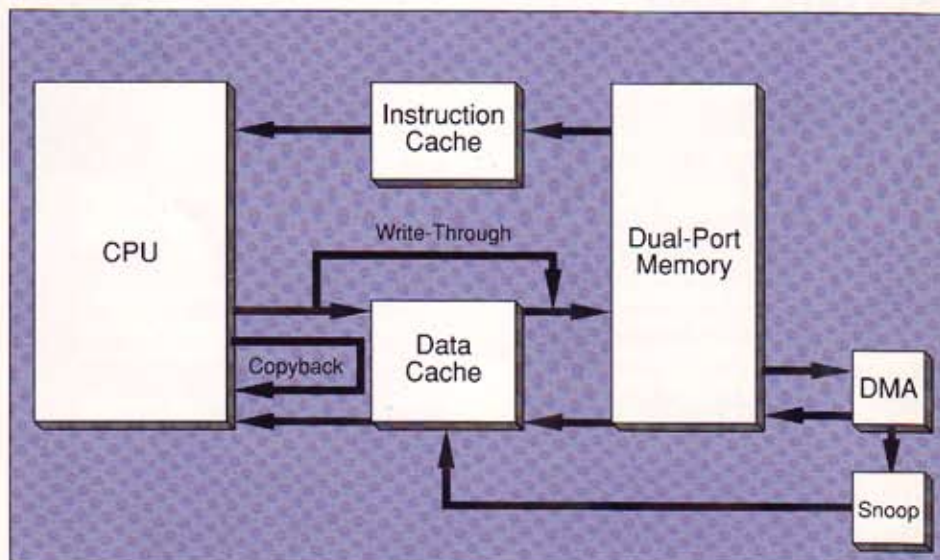 Instruction
Cache
CPU
Write-Through
Dual-Port
Memory
Data
Cache
Copyback
DMA
Snoop